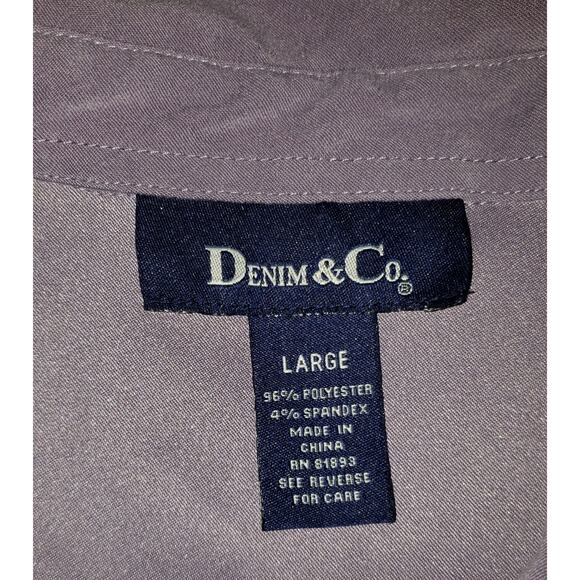 DENIM & CO.®
LARGE
96% POLYESTER
4% SPANDEX
MADE IN
CHINA
RN 81893
SEE REVERSE
FOR CARE